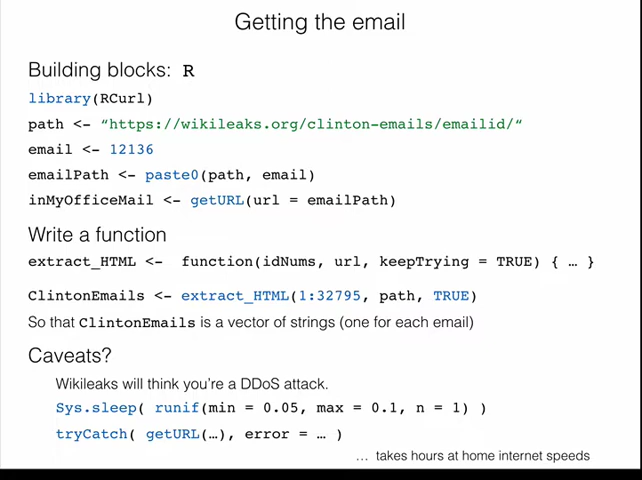 Getting the email
Building blocks: R
library(RCurl)
path <- “https://wikileaks.org/clinton-emails/emailid/“
email <- 12136
emailPath <- paste0(path, email)
inMyOfficeMail <- getURL(url = emailPath)
Write a function
extract_HTML <- function(idNums, url, keepTrying = TRUE) { … }
ClintonEmails <- extract_HTML(1:32795, path, TRUE)
So that ClintonEmails is a vector of strings (one for each email)
Caveats?
Wikileaks will think you’re a DDoS attack.
Sys.sleep( runif(min = 0.05, max = 0.1, n = 1) )
tryCatch( getURL(…), error = … )
… takes hours at home internet speeds